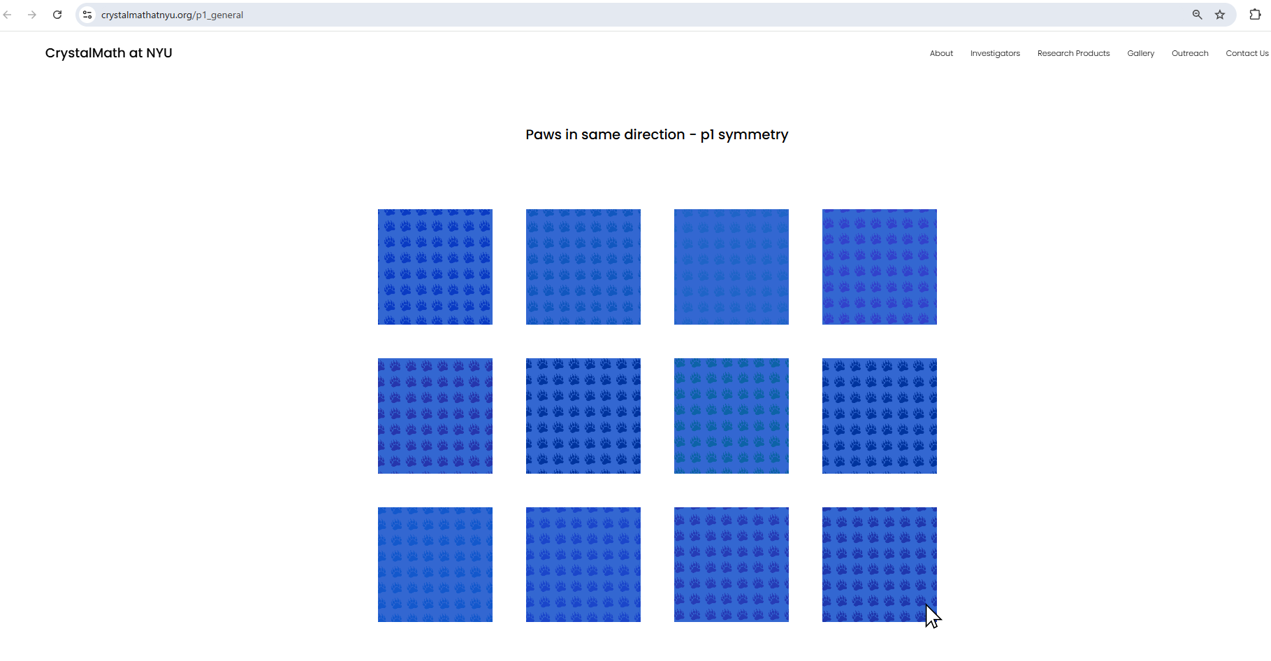 crystalmathatnyu.org/p1_general
CrystalMath at NYU
About Investigators Research Products Gallery Outreach Contact Us
Paws in same direction - p1 symmetry